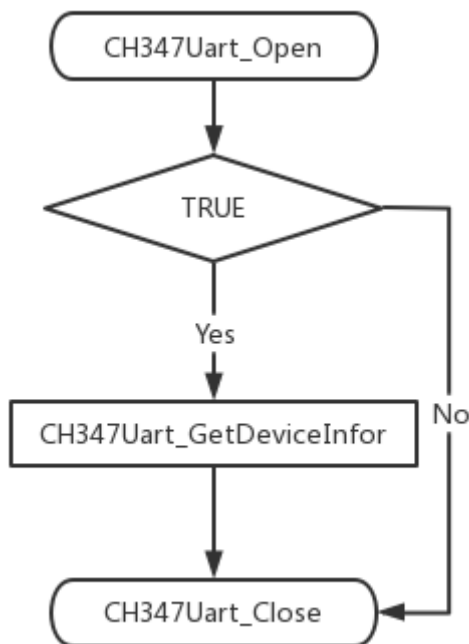 CH347Uart_Open
TRUE
Yes
No
CH347Uart_GetDeviceInfor
CH347Uart_Close